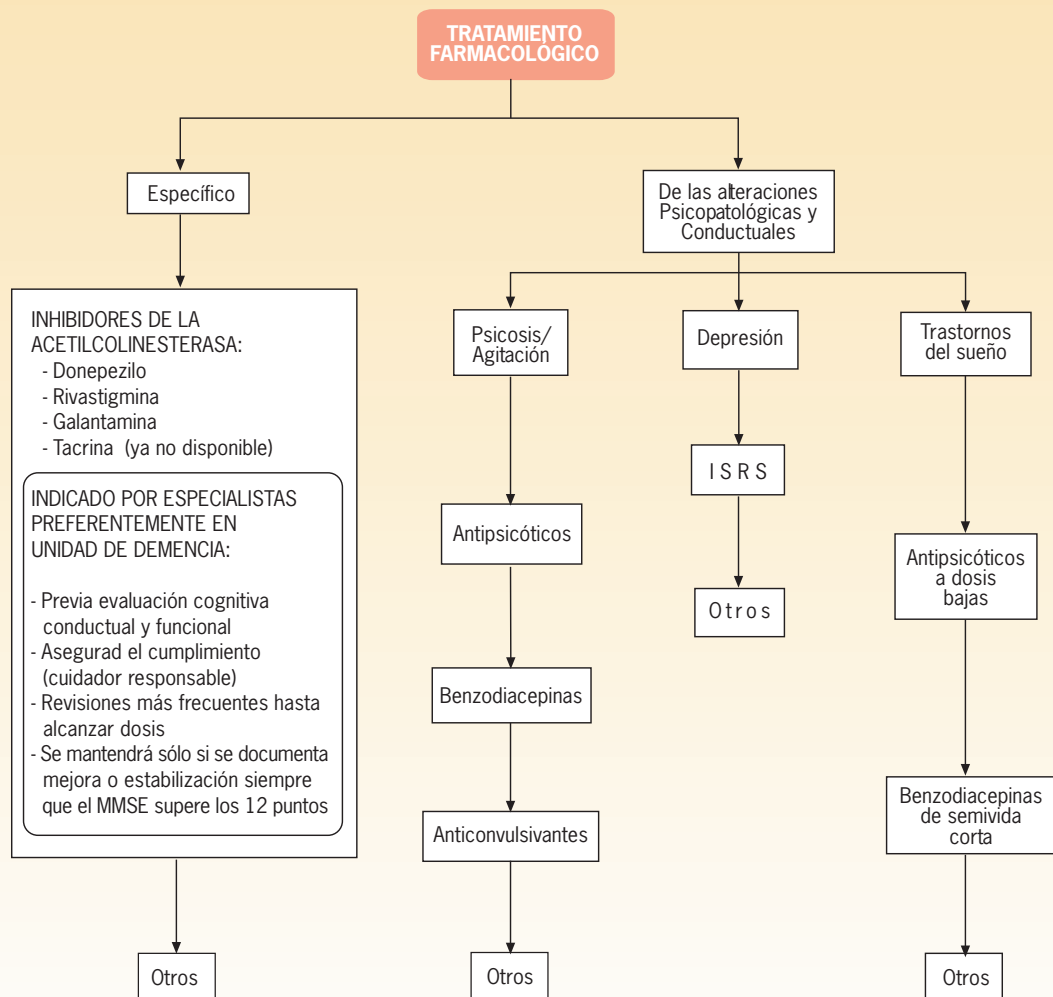 TRATAMIENTO
FARMACOLÓGICO
Específico
De las alteraciones
Psicopatológicas y
Conductuales
INHIBIDORES DE LA
ACETILCOLINESTERASA:
- Donepezilo
- Rivastigmina
- Galantamina
- Tacrina (ya no disponible)
INDICADO POR ESPECIALISTAS
PREFERENTEMENTE EN
UNIDAD DE DEMENCIA:
- Previa evaluación cognitiva
conductual y funcional
- Asegurad el cumplimiento
(cuidador responsable)
- Revisiones más frecuentes hasta
alcanzar dosis
- Se mantendrá sólo si se documenta
mejora o estabilización siempre
que el MMSE supere los 12 puntos
Otros
Psicosis/
Agitación
Antipsicóticos
Benzodiacepinas
Anticonvulsivantes
Otros
Depresión
ISRS
Otros
Trastornos
del sueño
Antipsicóticos
a dosis
bajas
Benzodiacepinas
de semivida
corta
Otros